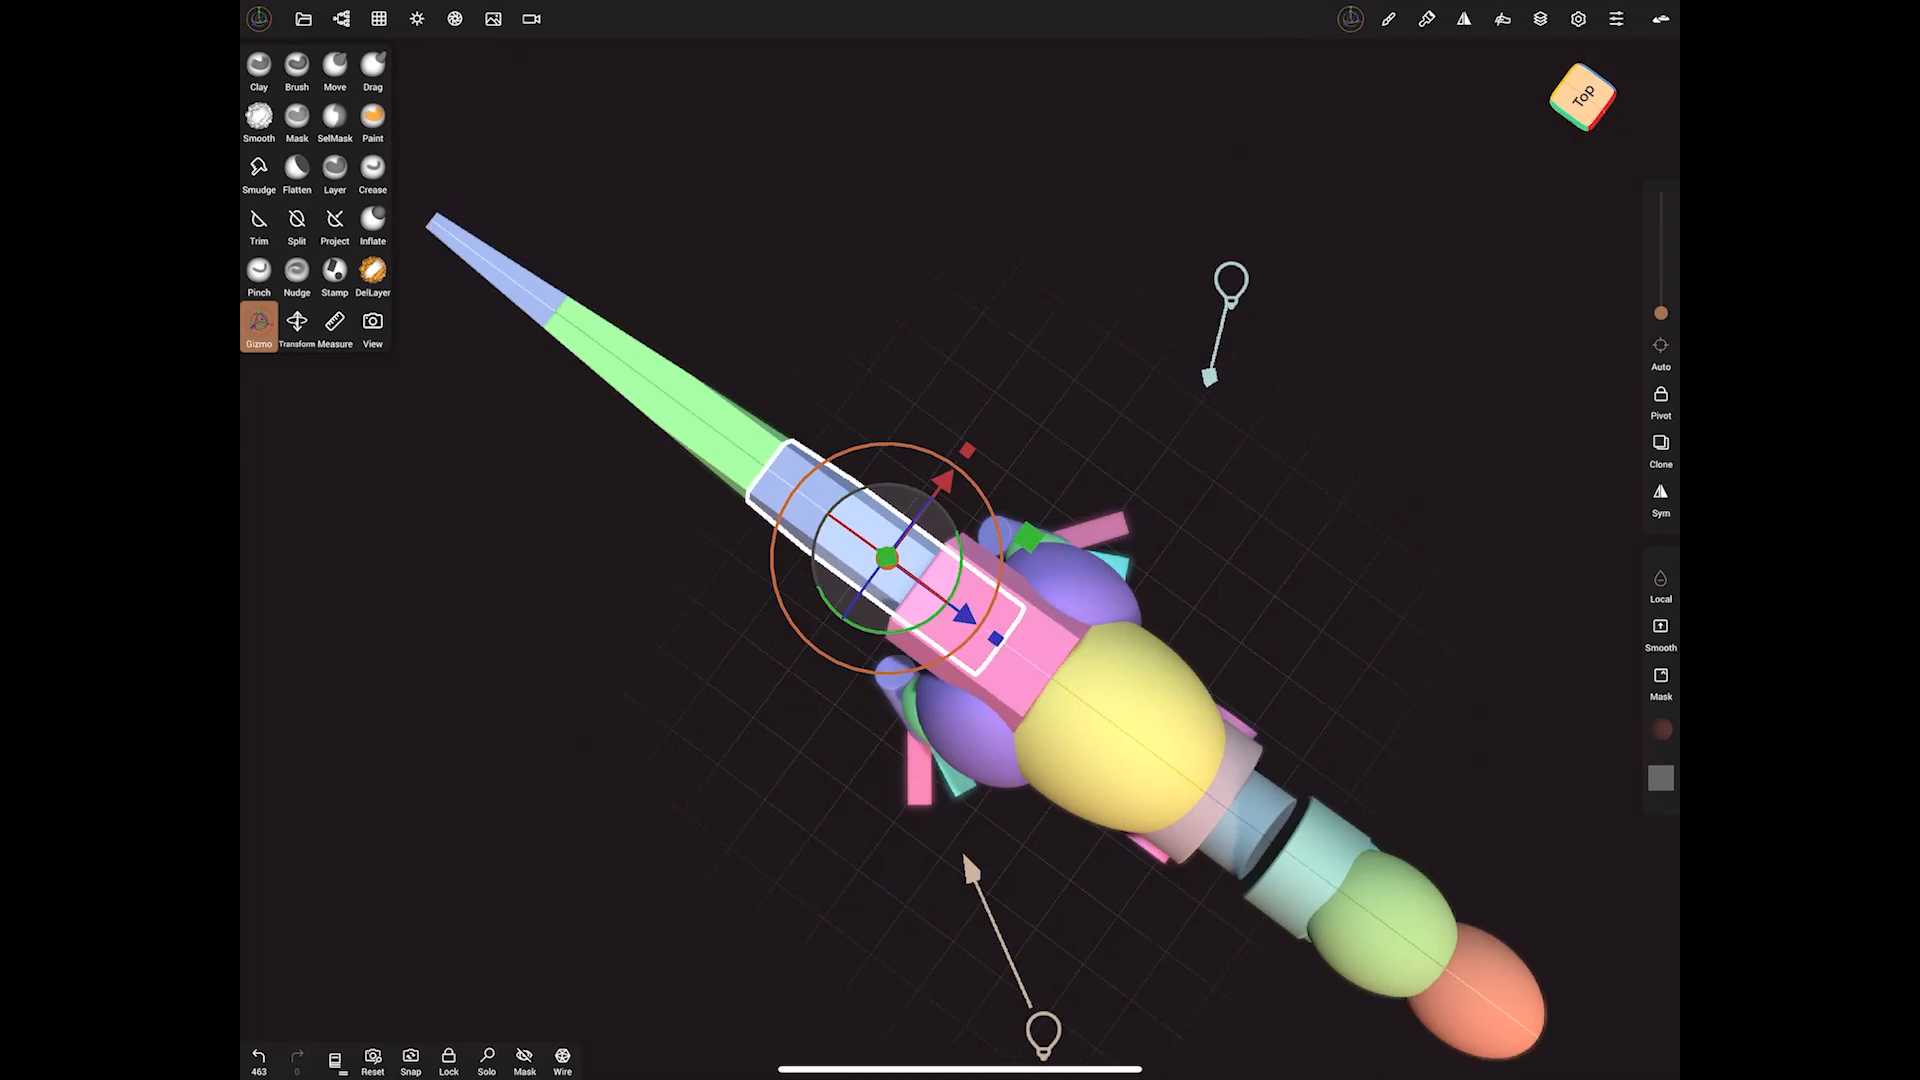 Clay Brush Move Drag
Smooth Mask SelMask Paint
Smudge Flatten Layer Crease
Trim Split Project Inflate
Pinch Nudge Stamp DelLayer
Gizmo Transform Measure View
Top
Auto
Pivot
Clone
Sym
Local
Smooth
Mask
463 0 Reset Snap Lock Solo Mask Wire